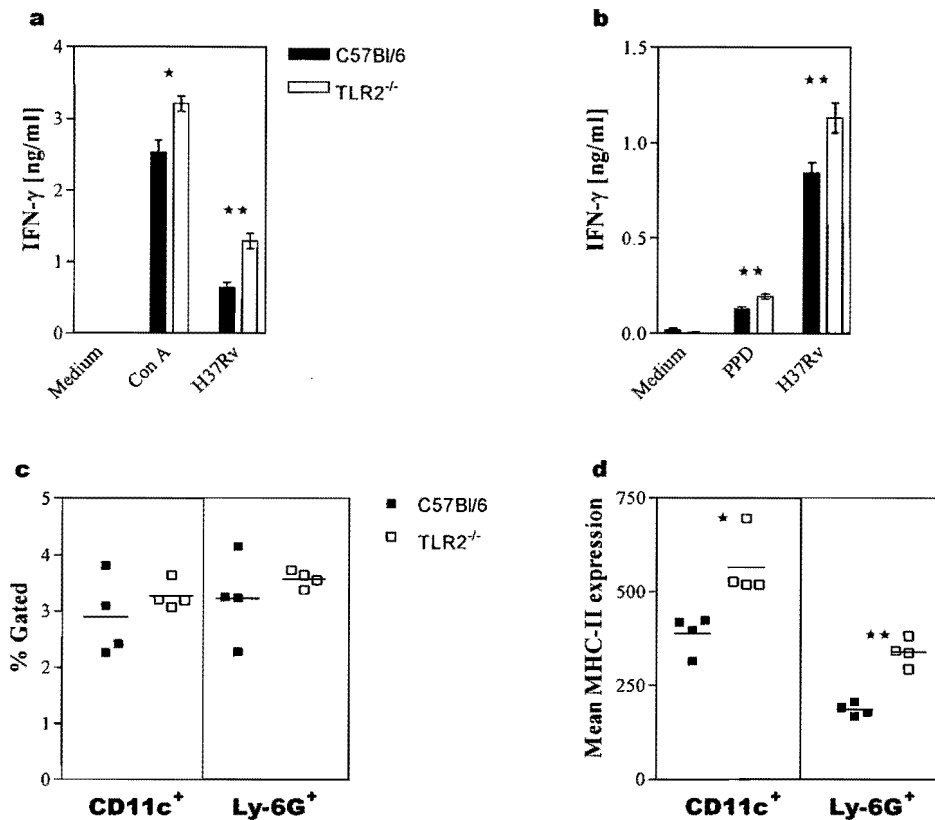 a
4
3
2
1
0
IFN-γ [ng/ml]
★
★★
Medium
Con A
H37Rv
C57Bl/6
TLR2-/-
b
1.5
1.0
0.5
0.0
IFN-γ [ng/ml]
★★
★★
Medium
PPD
H37Rv
c
5
4
3
2
1
0
% Gated
CD11c+
Ly-6G+
C57Bl/6
TLR2-/-
d
750
500
250
0
Mean MHC-II expression
★
★★
CD11c+
Ly-6G+